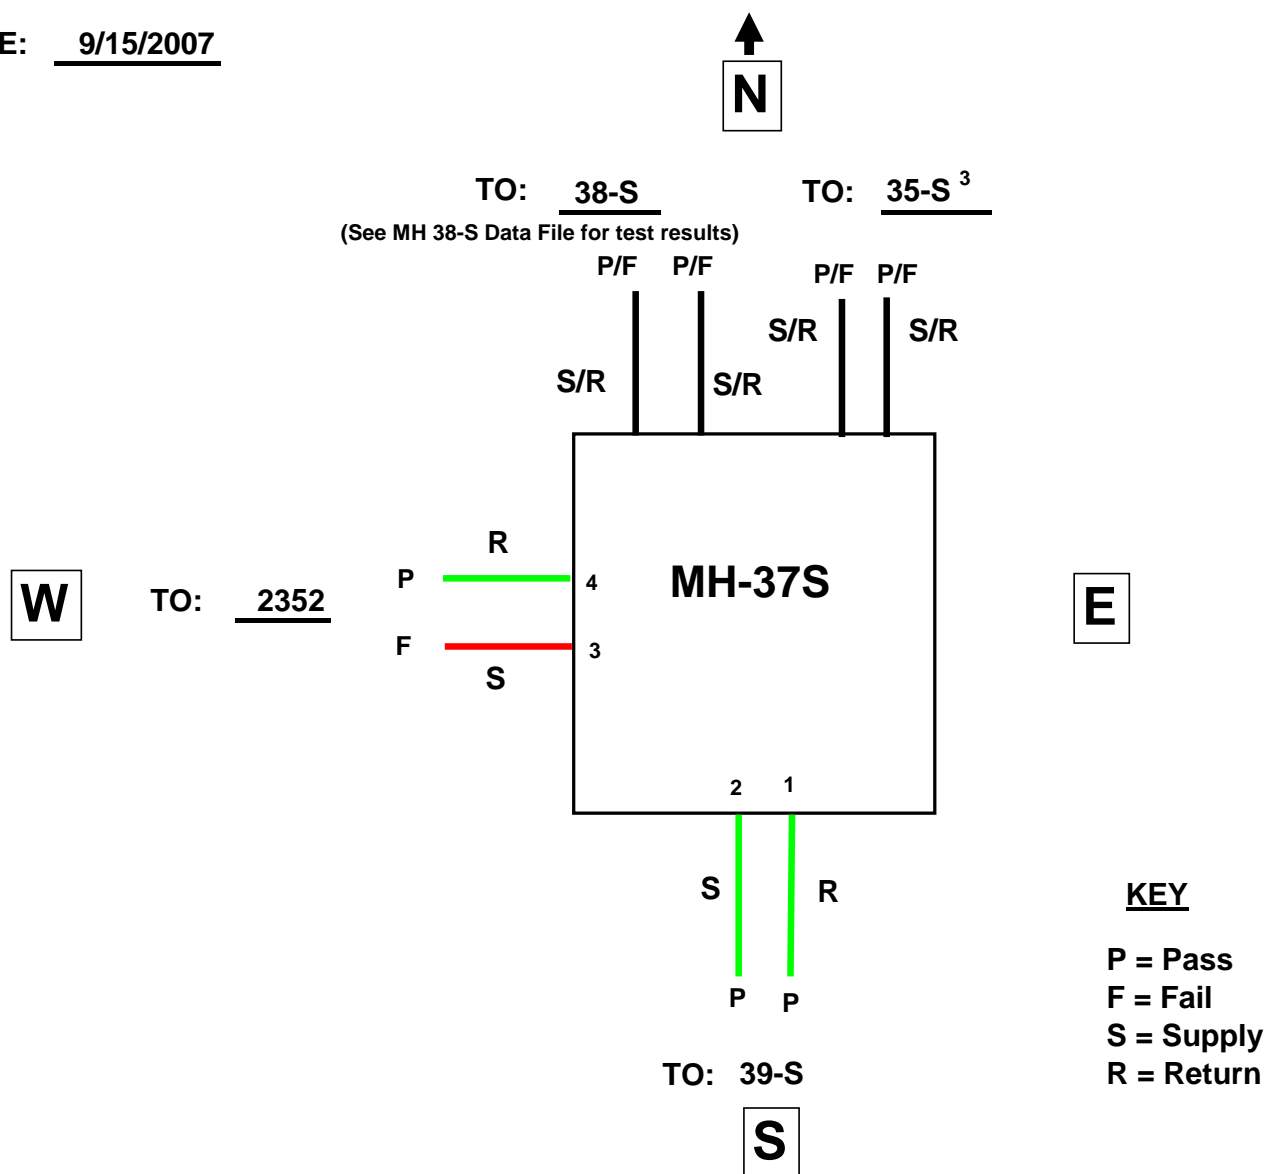 E: 9/15/2007
N
TO: 38-S TO: 35-S 3
(See MH 38-S Data File for test results)
P/F P/F P/F P/F
S/R S/R
S/R S/R
R
P 4 MH-37S
W TO: 2352 E
F 3
S
2 1
S R
KEY
P = Pass
P P F = Fail
S = Supply
TO: 39-S R = Return
S